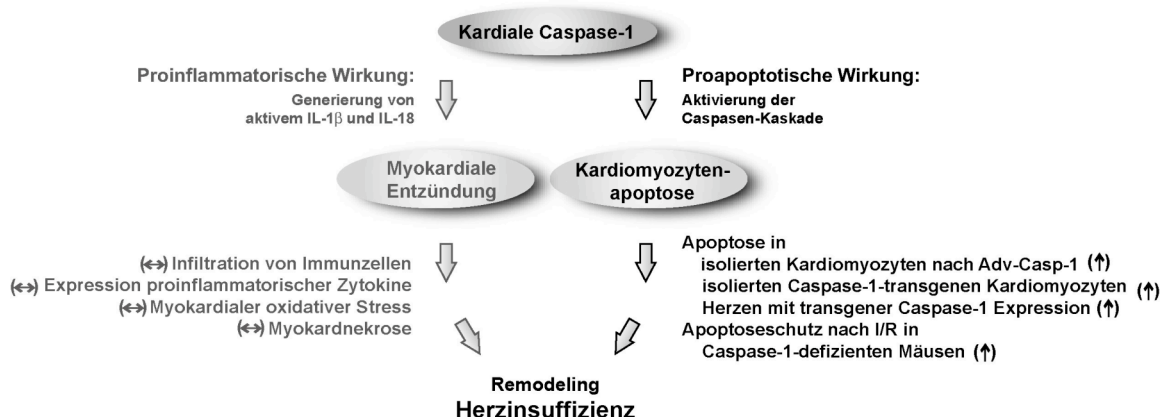 Kardiale Caspase-1
Proinflammatorische Wirkung:
Generierung von
aktivem IL-1β und IL-18
Proapoptotische Wirkung:
Aktivierung der
Caspasen-Kaskade
Myokardiale
Entzündung
Kardiomyozyten-
apoptose
(↔) Infiltration von Immunzellen
(↔) Expression proinflammatorischer Zytokine
(↔) Myokardialer oxidativer Stress
(↔) Myokardnekrose
Apoptose in
isolierten Kardiomyozyten nach Adv-Casp-1 (↑)
isolierten Caspase-1-transgenen Kardiomyozyten (↑)
Herzen mit transgener Caspase-1 Expression (↑)
Apoptoseschutz nach I/R in
Caspase-1-defizienten Mäusen (↑)
Remodeling
Herzinsuffizienz